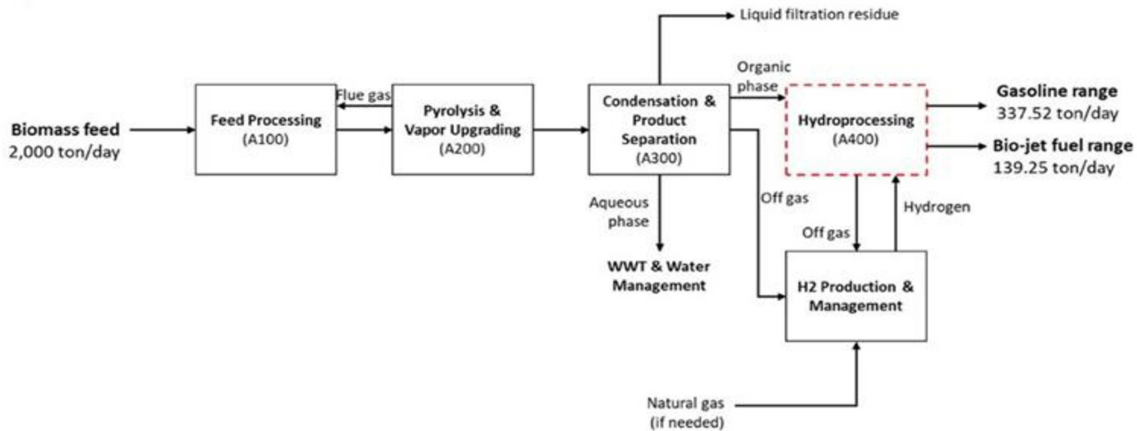 Liquid filtration residue
Flue gas
Organic
phase
Biomass feed
2,000 ton/day
Feed Processing
(A100)
Pyrolysis &
Vapor Upgrading
(A200)
Condensation &
Product
Separation
(A300)
Hydroprocessing
(A400)
Gasoline range
337.52 ton/day
Bio-jet fuel range
139.25 ton/day
Aqueous
phase
Off gas
Off gas
Hydrogen
WWT & Water
Management
H2 Production &
Management
Natural gas
(if needed)